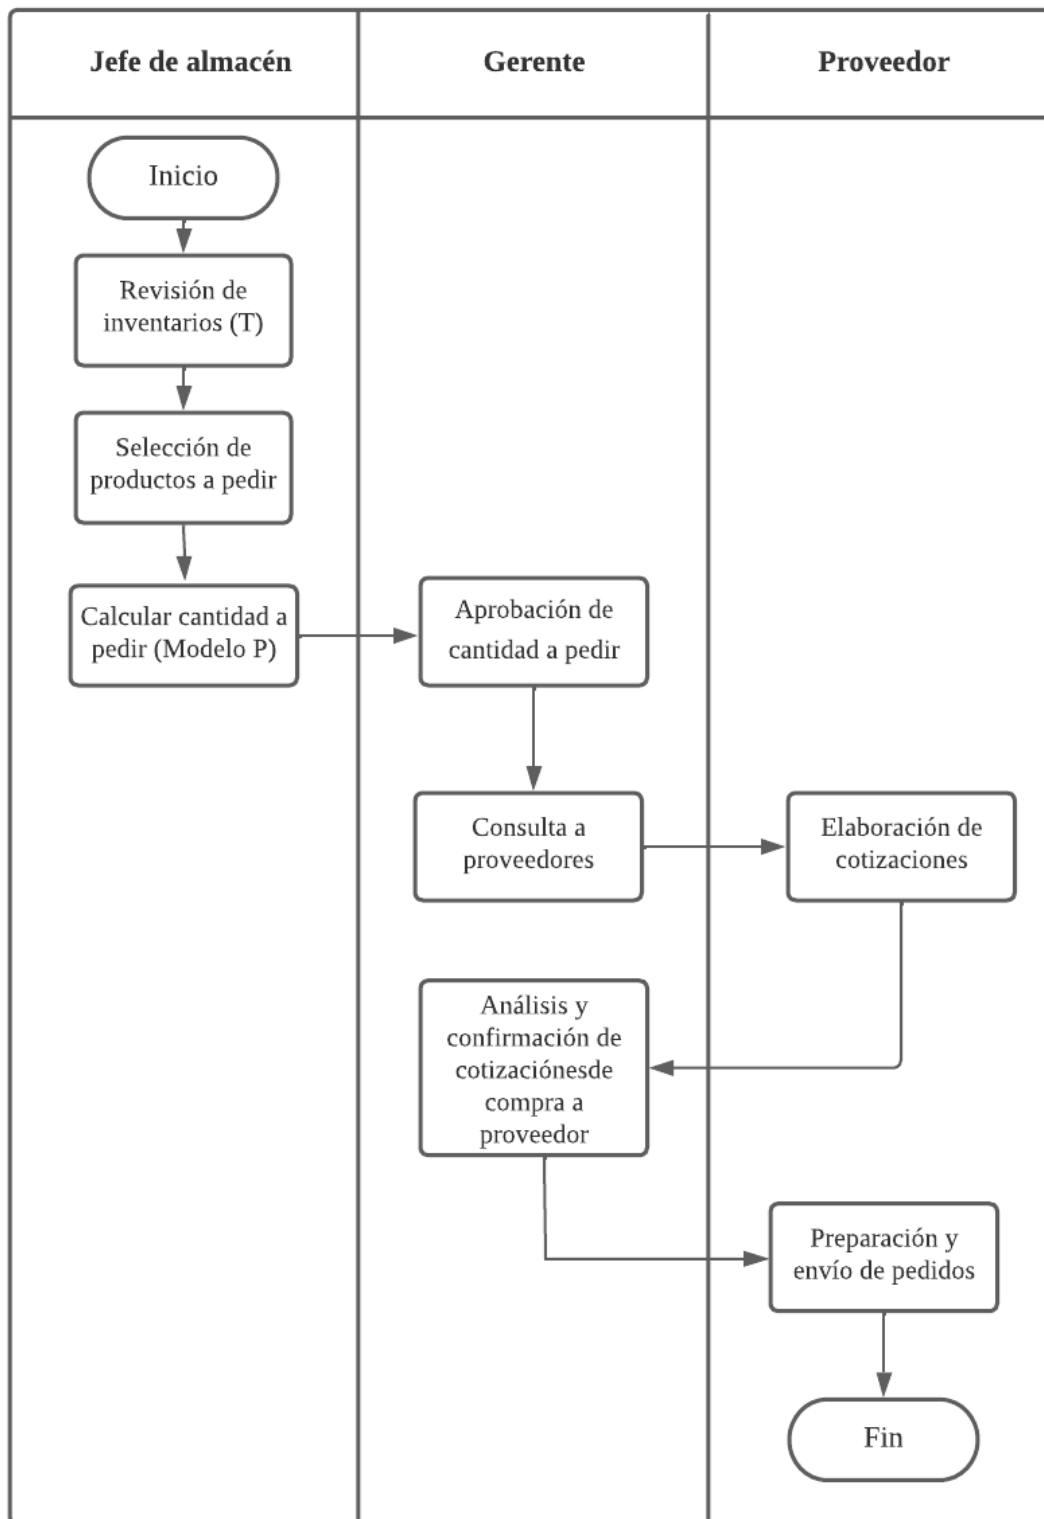 Jefe de almacén
Gerente
Proveedor
Inicio
Revisión de
inventarios (T)
Selección de
productos a pedir
Calcular cantidad a
pedir (Modelo P)
Aprobación de
cantidad a pedir
Consulta a
proveedores
Elaboración de
cotizaciones
Análisis y
confirmación de
cotizaciónesde
compra a
proveedor
Preparación y
envío de pedidos
Fin